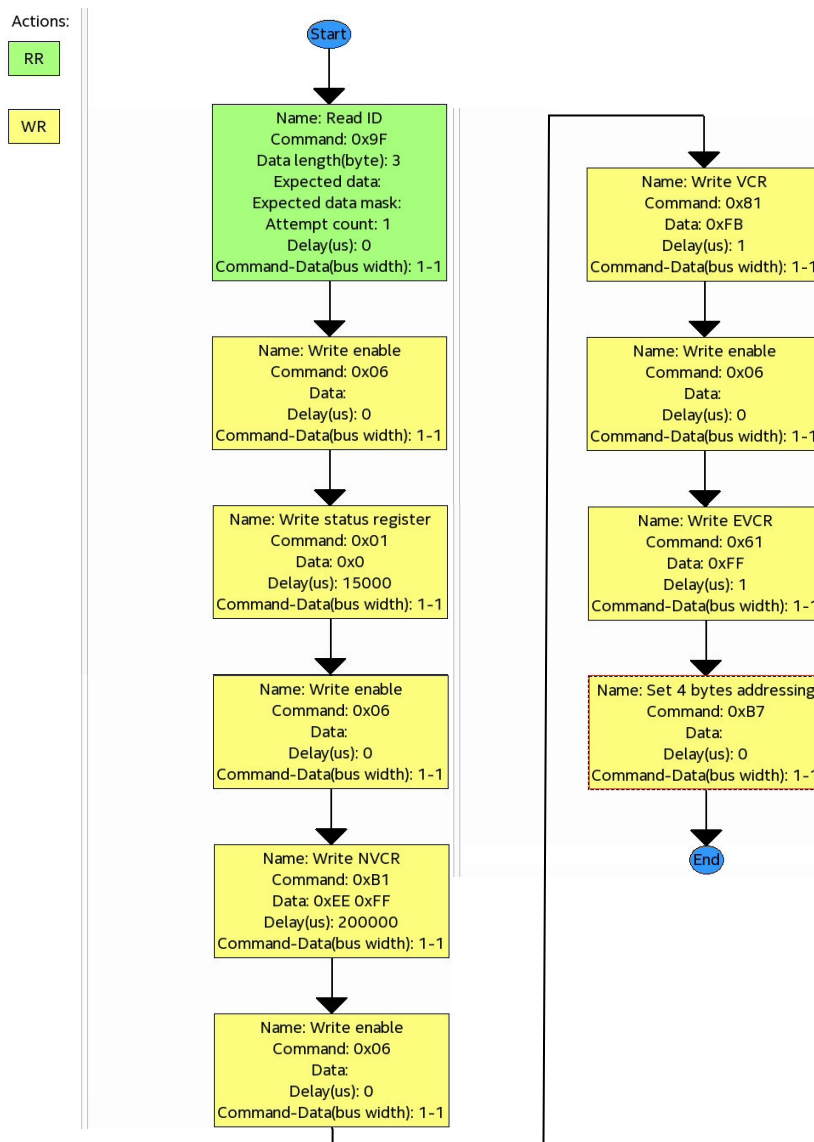 Actions:
RR
WR
Start
Name: Read ID
Command: 0x9F
Data length(byte): 3
Expected data:
Expected data mask:
Attempt count: 1
Delay(us): 0
Command-Data(bus width): 1-1
Name: Write enable
Command: 0x06
Data:
Delay(us): 0
Command-Data(bus width): 1-1
Name: Write status register
Command: 0x01
Data: 0x0
Delay(us): 15000
Command-Data(bus width): 1-1
Name: Write enable
Command: 0x06
Data:
Delay(us): 0
Command-Data(bus width): 1-1
Name: Write NVCR
Command: 0xB1
Data: 0xEE 0xFF
Delay(us): 200000
Command-Data(bus width): 1-1
Name: Write enable
Command: 0x06
Data:
Delay(us): 0
Command-Data(bus width): 1-1
Name: Write VCR
Command: 0x81
Data: 0xFB
Delay(us): 1
Command-Data(bus width): 1-1
Name: Write enable
Command: 0x06
Data:
Delay(us): 0
Command-Data(bus width): 1-1
Name: Write EVCR
Command: 0x61
Data: 0xFF
Delay(us): 1
Command-Data(bus width): 1-1
Name: Set 4 bytes addressing
Command: 0xB7
Data:
Delay(us): 0
Command-Data(bus width): 1-1
End